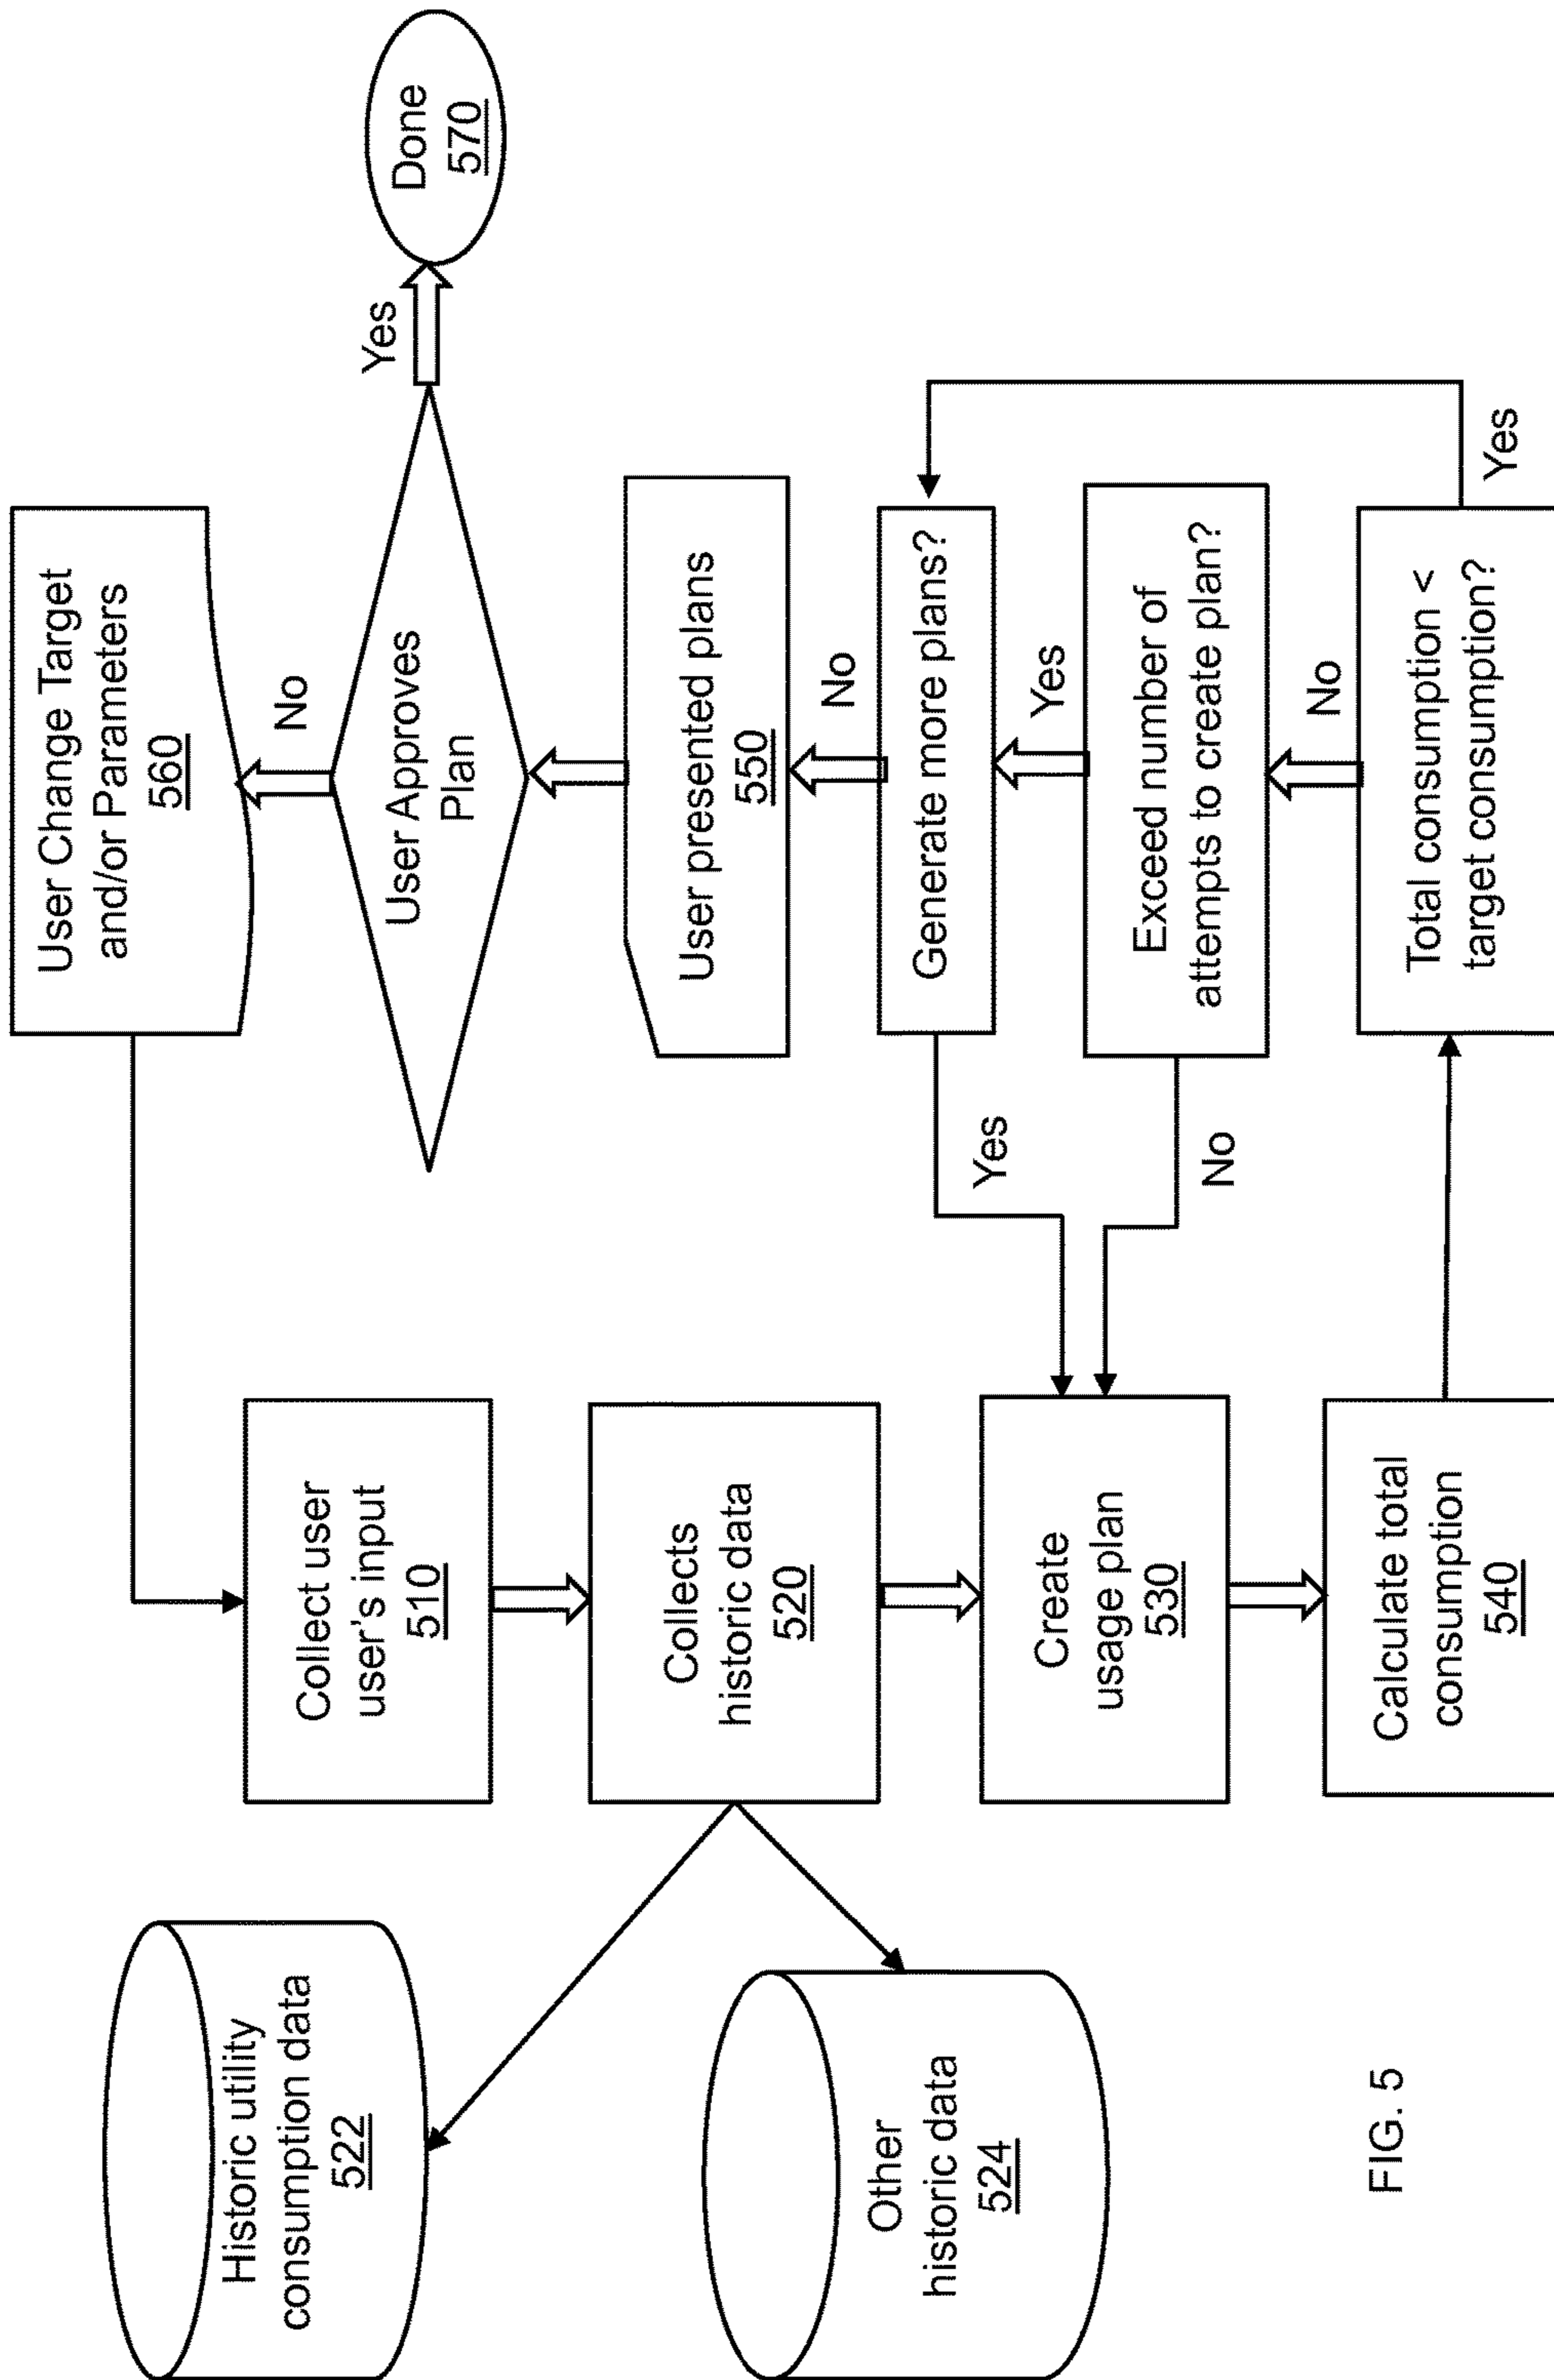 Historic utility
consumption data
522
Other
historic data
524
Collect user
user's input
510
Collects
historic data
520
Create
usage plan
530
Calculate total
consumption
540
User Change Target
and/or Parameters
560
No
User Approves
Plan
Yes
Done
570
User presented plans
550
No
Generate more plans?
Yes
Yes
Exceed number of
attempts to create plan?
No
No
Total consumption <
target consumption?
Yes
FIG. 5